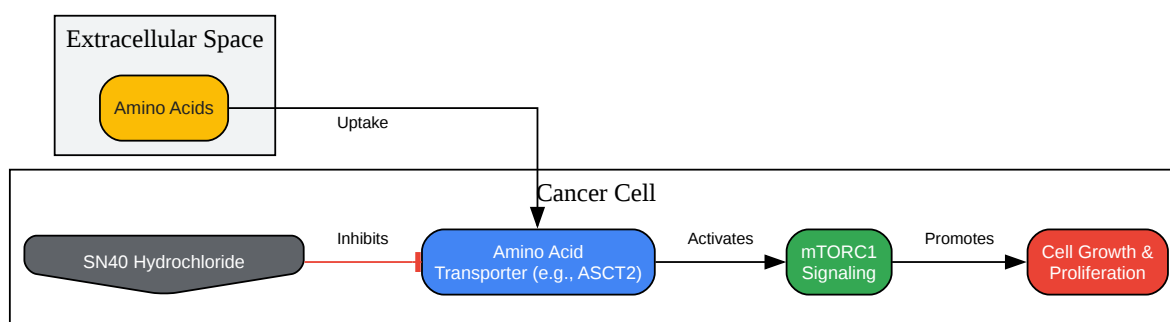 Extracellular Space
Amino Acids
Uptake
Cancer Cell
SN40 Hydrochloride
Inhibits
Amino Acid
Transporter (e.g., ASCT2)
Activates
mTORC1
Signaling
Promotes
Cell Growth &
Proliferation